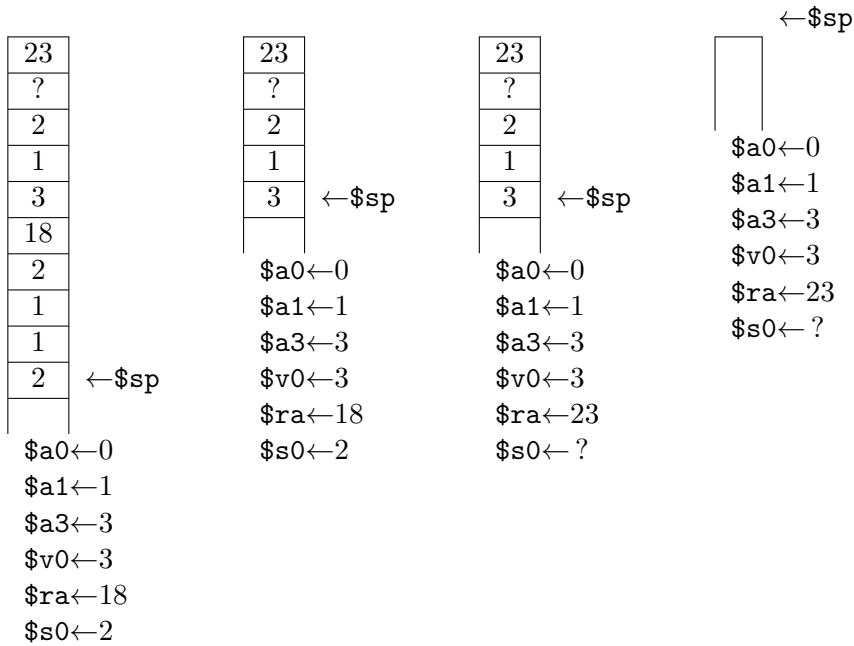 ←$sp
23
?
2
1
3
18
2
1
1
2 ←$sp
$a0←0
$a1←1
$a3←3
$v0←3
$ra←18
$s0←2
23
?
2
1
3 ←$sp
$a0←0
$a1←1
$a3←3
$v0←3
$ra←18
$s0←2
23
?
2
1
3 ←$sp
$a0←0
$a1←1
$a3←3
$v0←3
$ra←23
$s0← ?
$a0←0
$a1←1
$a3←3
$v0←3
$ra←23
$s0← ?